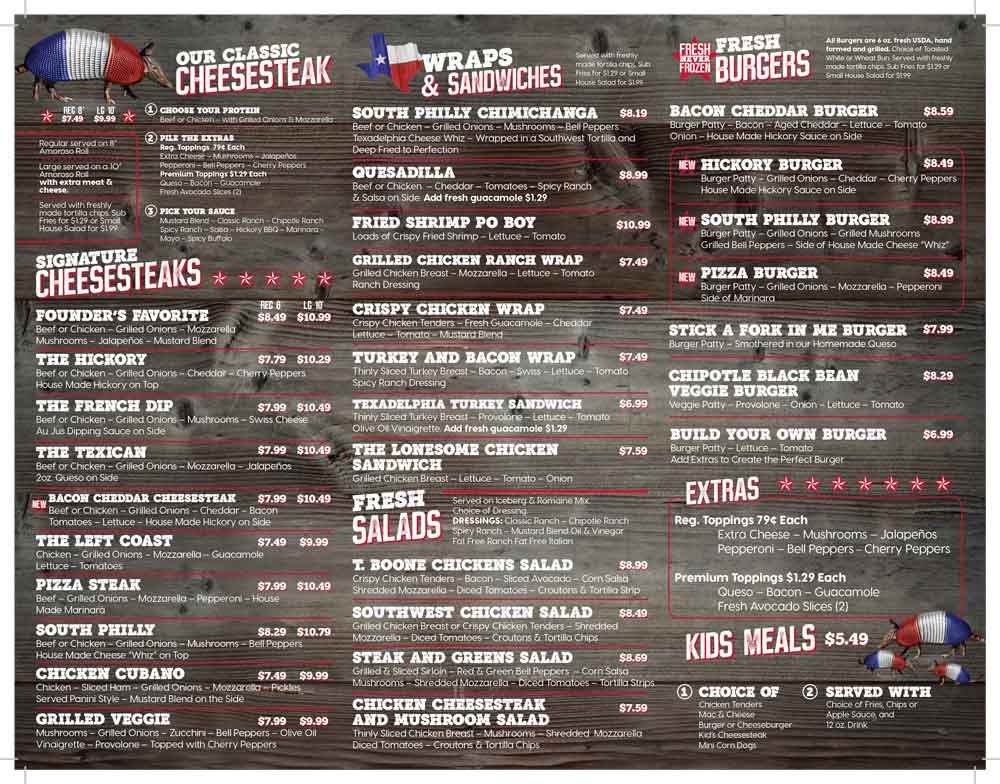 OUR CLASSIC
CHEESESTEAK
REG 8" LG 10"
$7.49 $9.99
Regular served on 8"
Amoroso Roll
Large served on a 10"
Amoroso Roll
with extra meat &
cheese.
Served with freshly
made tortilla chips. Sub
Fries for $1.29 or Small
House Salad for $1.99
1 CHOOSE YOUR PROTEIN
Beef or Chicken – with Grilled Onions & Mozzarella
2 PILE THE EXTRAS
Reg. Toppings 79¢ Each
Extra Cheese – Mushrooms – Jalapeños
Pepperoni – Bell Peppers – Cherry Peppers
Premium Toppings $1.29 Each
Queso – Bacon – Guacamole
Fresh Avocado Slices (2)
3 PICK YOUR SAUCE
Mustard Blend – Classic Ranch – Chipotle Ranch
Spicy Ranch – Salsa – Hickory BBQ – Marinara
Mayo – Spicy Buffalo
SIGNATURE
CHEESESTEAKS
REG 8" LG 10"
FOUNDER'S FAVORITE $8.49 $10.99
Beef or Chicken – Grilled Onions – Mozzarella
Mushrooms – Jalapeños – Mustard Blend
THE HICKORY $7.79 $10.29
Beef or Chicken – Grilled Onions – Cheddar – Cherry Peppers
House Made Hickory on Top
THE FRENCH DIP $7.99 $10.49
Beef or Chicken – Grilled Onions – Mushrooms – Swiss Cheese
Au Jus Dipping Sauce on Side
THE TEXICAN $7.99 $10.49
Beef or Chicken – Grilled Onions – Mozzarella – Jalapeños
2oz. Queso on Side
NEW BACON CHEDDAR CHEESESTEAK $7.99 $10.49
Beef or Chicken – Grilled Onions – Cheddar – Bacon
Tomatoes – Lettuce – House Made Hickory on Side
THE LEFT COAST $7.49 $9.99
Chicken – Grilled Onions – Mozzarella – Guacamole
Lettuce – Tomatoes
PIZZA STEAK $7.99 $10.49
Beef – Grilled Onions – Mozzarella – Pepperoni – House
Made Marinara
SOUTH PHILLY $8.29 $10.79
Beef or Chicken – Grilled Onions – Mushrooms – Bell Peppers
House Made Cheese "Whiz" on Top
CHICKEN CUBANO $7.49 $9.99
Chicken – Sliced Ham – Grilled Onions – Mozzarella – Pickles
Served Panini Style – Mustard Blend on the Side
GRILLED VEGGIE $7.99 $9.99
Mushrooms – Grilled Onions – Zucchini – Bell Peppers – Olive Oil
Vinaigrette – Provolone – Topped with Cherry Peppers
WRAPS
& SANDWICHES
Served with freshly
made tortilla chips. Sub
Fries for $1.29 or Small
House Salad for $1.99
SOUTH PHILLY CHIMICHANGA $8.19
Beef or Chicken – Grilled Onions – Mushrooms – Bell Peppers
Texadelphia Cheese Whiz – Wrapped in a Southwest Tortilla and
Deep Fried to Perfection
QUESADILLA $8.99
Beef or Chicken – Cheddar – Tomatoes – Spicy Ranch
& Salsa on Side. Add fresh guacamole $1.29
FRIED SHRIMP PO BOY $10.99
Loads of Crispy Fried Shrimp – Lettuce – Tomato
GRILLED CHICKEN RANCH WRAP $7.49
Grilled Chicken Breast – Mozzarella – Lettuce – Tomato
Ranch Dressing
CRISPY CHICKEN WRAP $7.49
Crispy Chicken Tenders – Fresh Guacamole – Cheddar
Lettuce – Tomato – Mustard Blend
TURKEY AND BACON WRAP $7.49
Thinly Sliced Turkey Breast – Bacon – Swiss – Lettuce – Tomato
Spicy Ranch Dressing
TEXADELPHIA TURKEY SANDWICH $6.99
Thinly Sliced Turkey Breast – Provolone – Lettuce – Tomato
Olive Oil Vinaigrette. Add fresh guacamole $1.29
THE LONESOME CHICKEN $7.59
SANDWICH
Grilled Chicken Breast – Lettuce – Tomato – Onion
FRESH
SALADS
Served on Iceberg & Romaine Mix.
Choice of Dressing.
DRESSINGS: Classic Ranch – Chipotle Ranch
Spicy Ranch – Mustard Blend Oil & Vinegar
Fat Free Ranch Fat Free Italian
T. BOONE CHICKENS SALAD $8.99
Crispy Chicken Tenders – Bacon – Sliced Avocado – Corn Salsa
Shredded Mozzarella – Diced Tomatoes – Croutons & Tortilla Strip
SOUTHWEST CHICKEN SALAD $8.49
Grilled Chicken Breast or Crispy Chicken Tenders – Shredded
Mozzarella – Diced Tomatoes – Croutons & Tortilla Chips
STEAK AND GREENS SALAD $8.69
Grilled & Sliced Sirloin – Red & Green Bell Peppers – Corn Salsa
Mushrooms – Shredded Mozzarella – Diced Tomatoes – Tortilla Strips
CHICKEN CHEESESTEAK $7.59
AND MUSHROOM SALAD
Thinly Sliced Chicken Breast – Mushrooms – Shredded Mozzarella
Diced Tomatoes – Croutons & Tortilla Chips
FRESH
NEVER
FROZEN
FRESH
BURGERS
All Burgers are 6 oz. fresh USDA, hand
formed and grilled. Choice of Toasted
White or Wheat Bun. Served with freshly
made tortilla chips. Sub Fries for $1.29 or
Small House Salad for $1.99
BACON CHEDDAR BURGER $8.59
Burger Patty – Bacon – Aged Cheddar – Lettuce – Tomato
Onion – House Made Hickory Sauce on Side
NEW HICKORY BURGER $8.49
Burger Patty – Grilled Onions – Cheddar – Cherry Peppers
House Made Hickory Sauce on Side
NEW SOUTH PHILLY BURGER $8.99
Burger Patty – Grilled Onions – Grilled Mushrooms
Grilled Bell Peppers – Side of House Made Cheese "Whiz"
NEW PIZZA BURGER $8.49
Burger Patty – Grilled Onions – Mozzarella – Pepperoni
Side of Marinara
STICK A FORK IN ME BURGER $7.99
Burger Patty – Smothered in our Homemade Queso
CHIPOTLE BLACK BEAN $8.29
VEGGIE BURGER
Veggie Patty – Provolone – Onion – Lettuce – Tomato
BUILD YOUR OWN BURGER $6.99
Burger Patty – Lettuce – Tomato
Add Extras to Create the Perfect Burger
EXTRAS
Reg. Toppings 79¢ Each
Extra Cheese – Mushrooms – Jalapeños
Pepperoni – Bell Peppers – Cherry Peppers
Premium Toppings $1.29 Each
Queso – Bacon – Guacamole
Fresh Avocado Slices (2)
KIDS MEALS $5.49
1 CHOICE OF
Chicken Tenders
Mac & Cheese
Burger or Cheeseburger
Kid's Cheesesteak
Mini Corn Dogs
2 SERVED WITH
Choice of Fries, Chips or
Apple Sauce, and
12 oz. Drink